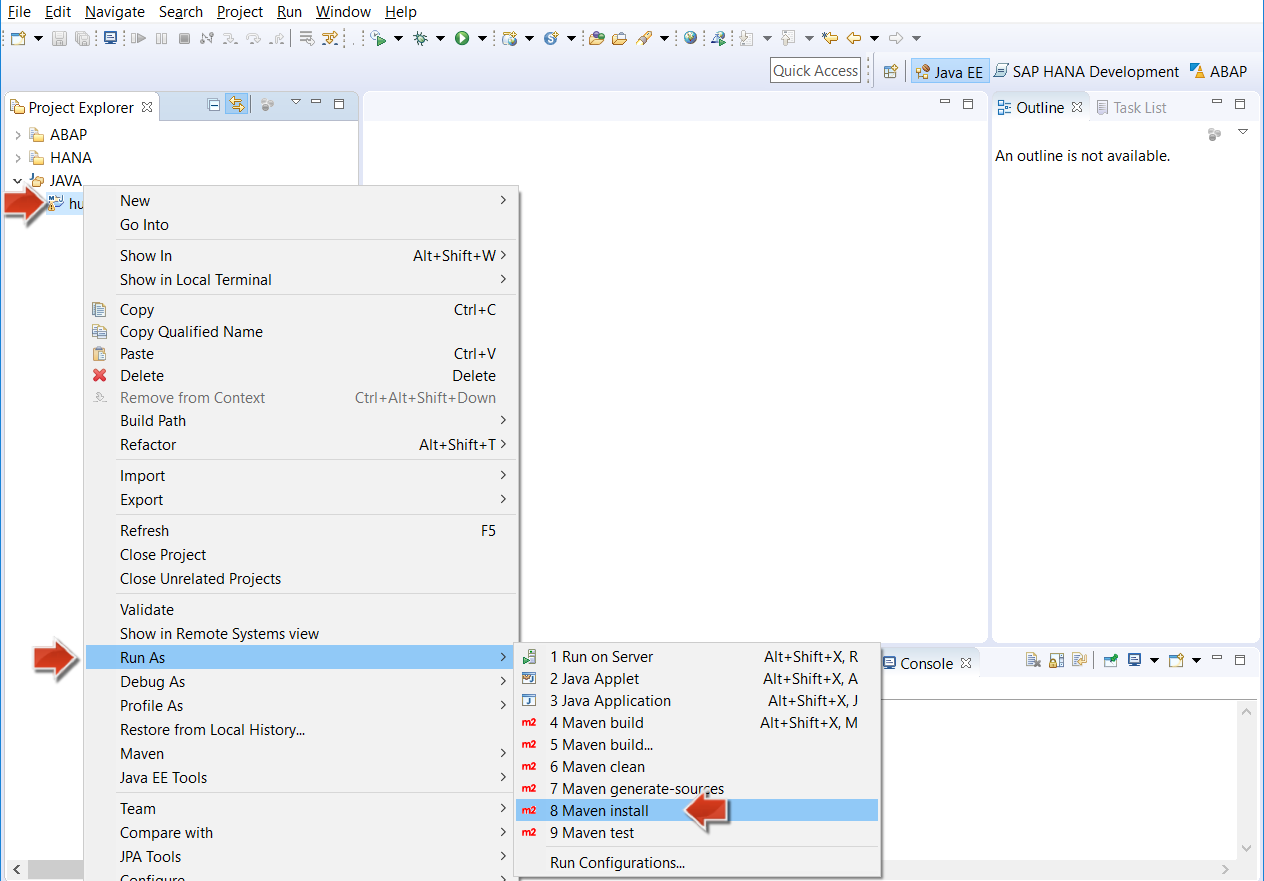 File Edit Navigate Search Project Run Window Help
Quick Access
Java EE SAP HANA Development ABAP
Project Explorer
ABAP
HANA
JAVA
hu
New
Go Into
Show In Alt+Shift+W
Show in Local Terminal
Copy Ctrl+C
Copy Qualified Name
Paste Ctrl+V
Delete Delete
Remove from Context Ctrl+Alt+Shift+Down
Build Path
Refactor Alt+Shift+T
Import
Export
Refresh F5
Close Project
Close Unrelated Projects
Validate
Show in Remote Systems view
Run As
Debug As
Profile As
Restore from Local History...
Maven
Java EE Tools
Team
Compare with
JPA Tools
Configure
m2 1 Run on Server Alt+Shift+X, R
2 Java Applet Alt+Shift+X, A
3 Java Application Alt+Shift+X, J
m2 4 Maven build Alt+Shift+X, M
m2 5 Maven build...
m2 6 Maven clean
m2 7 Maven generate-sources
m2 8 Maven install
m2 9 Maven test
Run Configurations...
Outline Task List
An outline is not available.
Console